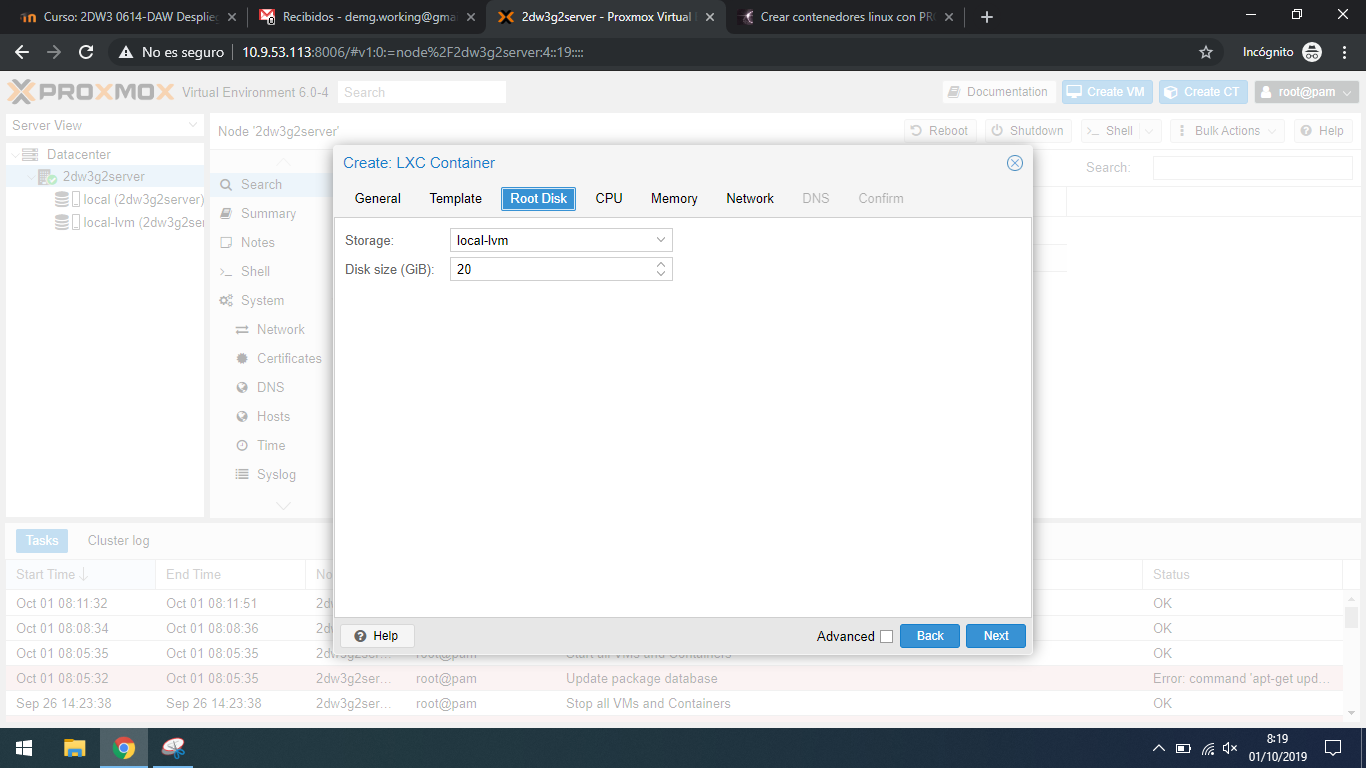 Curso: 2DW3 0614-DAW Desplieg
Recibidos - demg.working@gma
2dw3g2server - Proxmox Virtual
Crear contenedores linux con PRO
No es seguro 10.9.53.113:8006/#v1:0:=node%2F2dw3g2server:4::19::::
Incógnito
PROXMOX Virtual Environment 6.0-4 Search
Documentation Create VM Create CT root@pam
Server View
Node '2dw3g2server'
Reboot Shutdown Shell Bulk Actions Help
Datacenter
2dw3g2server
local (2dw3g2server)
local-lvm (2dw3g2ser
Search
Summary
Notes
Shell
System
Network
Certificates
DNS
Hosts
Time
Syslog
Search:
Create: LXC Container
General Template Root Disk CPU Memory Network DNS Confirm
Storage: local-lvm
Disk size (GiB): 20
Help Advanced Back Next
Tasks Cluster log
Start Time End Time No Status
Oct 01 08:11:32 Oct 01 08:11:51 2dw OK
Oct 01 08:08:34 Oct 01 08:08:36 2dw OK
Oct 01 08:05:35 Oct 01 08:05:35 2dw3g2ser... root@pam Start all VMs and Containers OK
Oct 01 08:05:32 Oct 01 08:05:35 2dw3g2ser... root@pam Update package database Error: command 'apt-get upd...
Sep 26 14:23:38 Sep 26 14:23:38 2dw3g2ser... root@pam Stop all VMs and Containers OK
8:19
01/10/2019